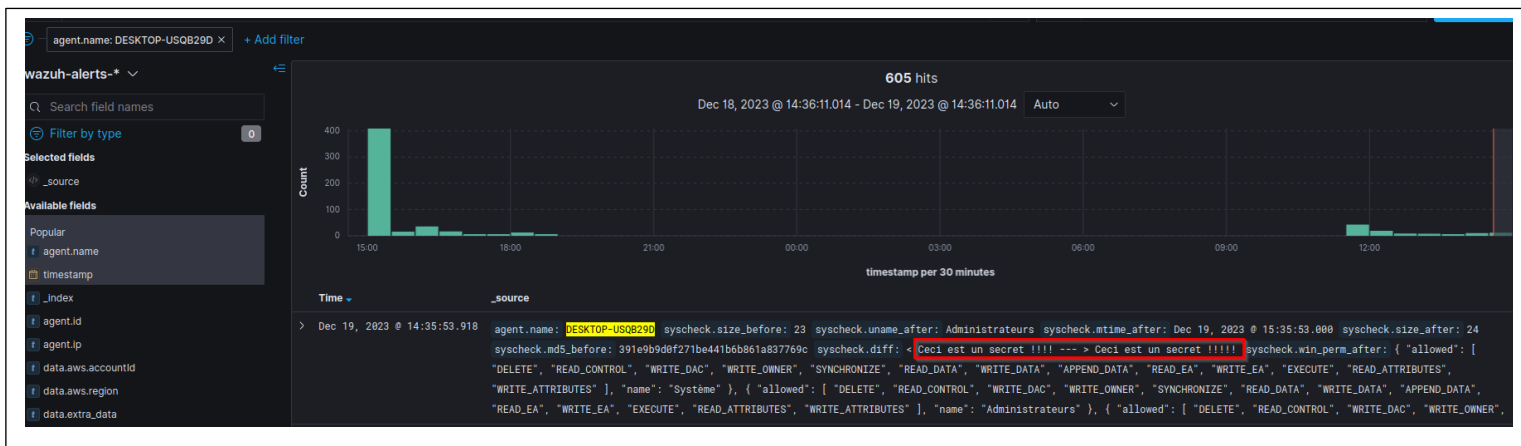 agent.name: DESKTOP-USQB29D × + Add filter
wazuh-alerts-*
Search field names
Filter by type 0
Selected fields
_source
Available fields
Popular
agent.name
timestamp
_index
agent.id
agent.ip
data.aws.accountId
data.aws.region
data.extra_data
605 hits
Dec 18, 2023 @ 14:36:11.014 - Dec 19, 2023 @ 14:36:11.014 Auto
Count
400
300
200
100
0
15:00 18:00 21:00 00:00 03:00 06:00 09:00 12:00
timestamp per 30 minutes
Time _source
> Dec 19, 2023 @ 14:35:53.918 agent.name: DESKTOP-USQB29D syscheck.size_before: 23 syscheck.uname_after: Administrateurs syscheck.mtime_after: Dec 19, 2023 @ 15:35:53.000 syscheck.size_after: 24
syscheck.md5_before: 391e9b9d0f271be441b6b861a837769c syscheck.diff: < Ceci est un secret !!!! --- > Ceci est un secret !!!!! syscheck.win_perm_after: { "allowed": [
"DELETE", "READ_CONTROL", "WRITE_DAC", "WRITE_OWNER", "SYNCHRONIZE", "READ_DATA", "WRITE_DATA", "APPEND_DATA", "READ_EA", "WRITE_EA", "EXECUTE", "READ_ATTRIBUTES",
"WRITE_ATTRIBUTES" ], "name": "Système" }, { "allowed": [ "DELETE", "READ_CONTROL", "WRITE_DAC", "WRITE_OWNER", "SYNCHRONIZE", "READ_DATA", "WRITE_DATA", "APPEND_DATA",
"READ_EA", "WRITE_EA", "EXECUTE", "READ_ATTRIBUTES", "WRITE_ATTRIBUTES" ], "name": "Administrateurs" }, { "allowed": [ "DELETE", "READ_CONTROL", "WRITE_DAC", "WRITE_OWNER",